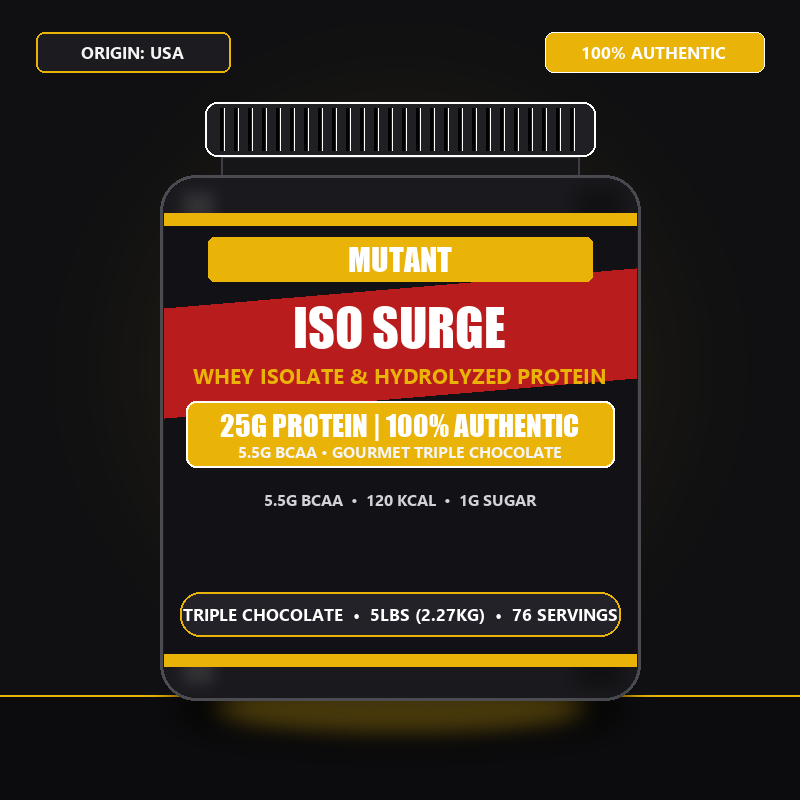 ORIGIN: USA
100% AUTHENTIC
MUTANT
ISO SURGE
WHEY ISOLATE & HYDROLYZED PROTEIN
25G PROTEIN | 100% AUTHENTIC
5.5G BCAA • GOURMET TRIPLE CHOCOLATE
5.5G BCAA • 120 KCAL • 1G SUGAR
TRIPLE CHOCOLATE • 5LBS (2.27KG) • 76 SERVINGS